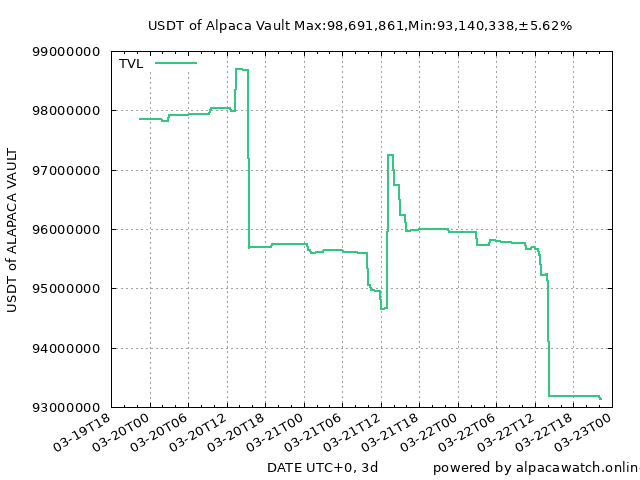 USDT of Alpaca Vault Max:98,691,861,Min:93,140,338,±5.62%
99000000
TVL
98000000
97000000
96000000
95000000
94000000
93000000
USDT of ALAPACA VAULT
03-19T18
03-20T00
03-20T06
03-20T12
03-20T18
03-21T00
03-21T06
03-21T12
03-21T18
03-22T00
03-22T06
03-22T12
03-22T18
03-23T00
DATE UTC+0, 3d
powered by alpacawatch.onlin